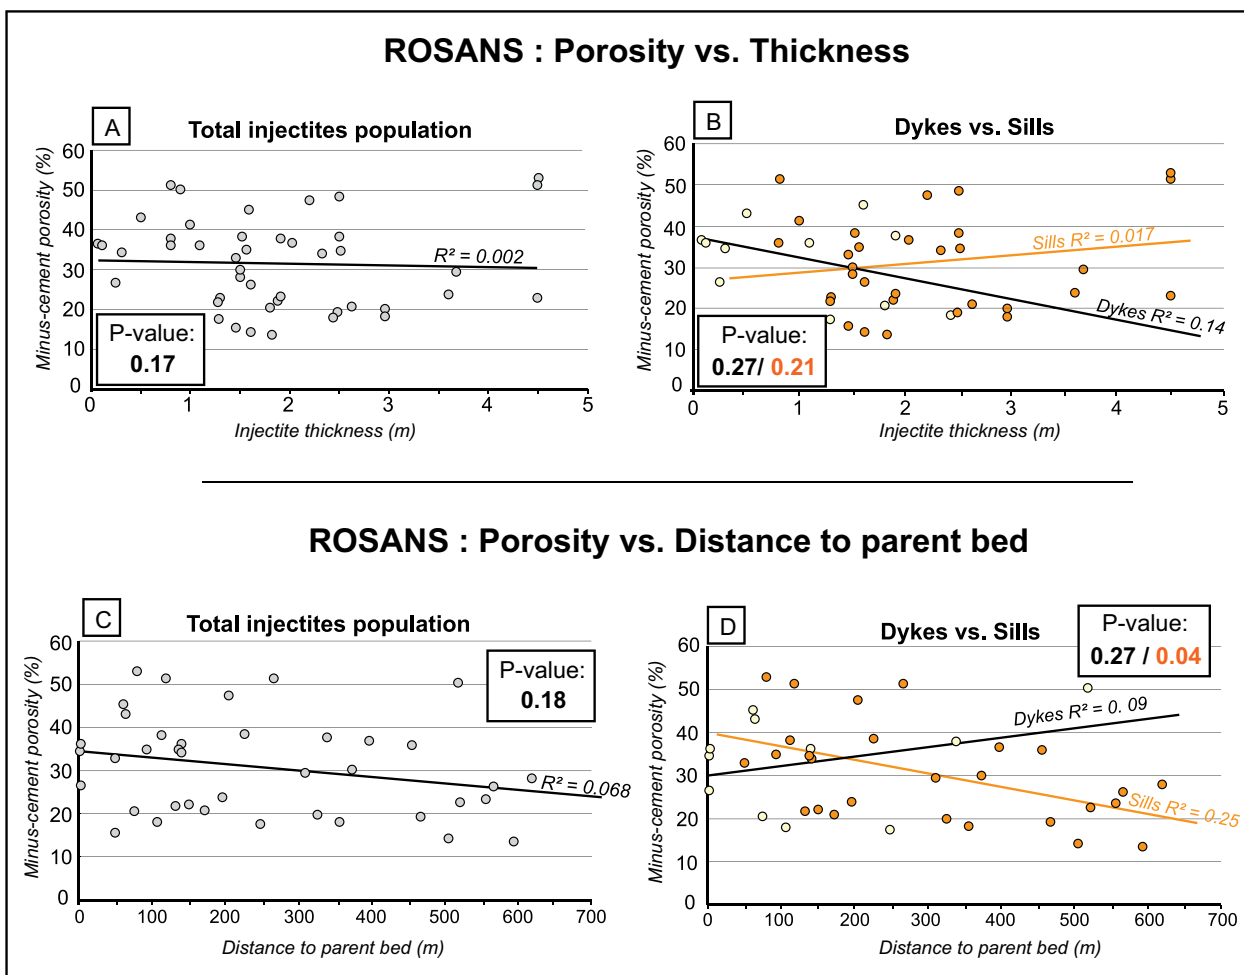 ROSANS : Porosity vs. Thickness
A
Total injectites population
Minus-cement porosity (%)
60
50
40
30
20
10
0
R² = 0.002
P-value:
0.17
0 1 2 3 4 5
Injectite thickness (m)
B
Dykes vs. Sills
Minus-cement porosity (%)
60
50
40
30
20
10
0
Sills R² = 0.017
Dykes R² = 0.14
P-value:
0.27/ 0.21
0 1 2 3 4 5
Injectite thickness (m)
ROSANS : Porosity vs. Distance to parent bed
C
Total injectites population
Minus-cement porosity (%)
60
50
40
30
20
10
0
P-value:
0.18
R² = 0.068
0 100 200 300 400 500 600 700
Distance to parent bed (m)
D
Dykes vs. Sills
Minus-cement porosity (%)
60
50
40
30
20
10
0
P-value:
0.27 / 0.04
Dykes R² = 0. 09
Sills R² = 0.25
0 100 200 300 400 500 600 700
Distance to parent bed (m)